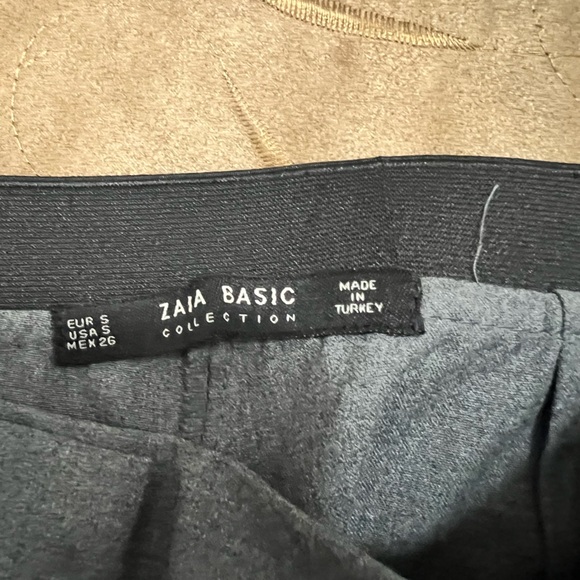 EUR S
USA S
MEX 26
ZARA BASIC
COLLECTION
MADE
IN
TURKEY